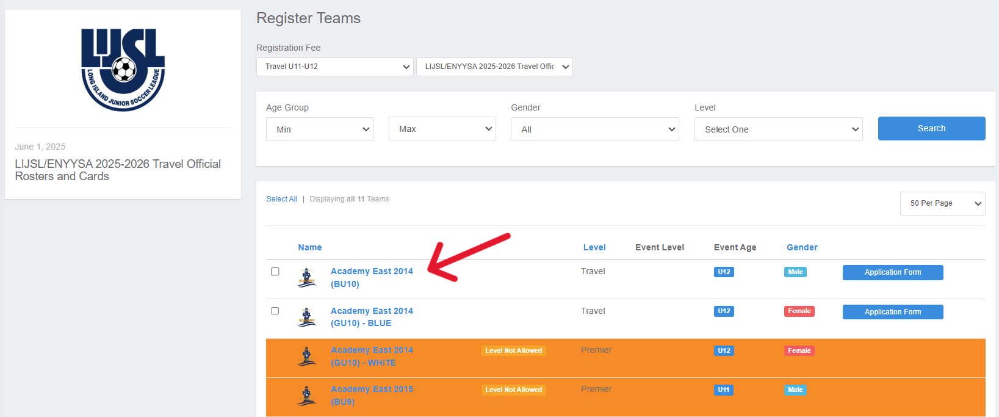 LIJSL
LONG ISLAND JUNIOR SOCCER LEAGUE
June 1, 2025
LIJSL/ENYYSA 2025-2026 Travel Official
Rosters and Cards
Register Teams
Registration Fee
Travel U11-U12
LIJSL/ENYYSA 2025-2026 Travel Offic
Age Group
Gender
Level
Min
Max
All
Select One
Search
Select All | Displaying all 11 Teams
50 Per Page
Name
Level
Event Level
Event Age
Gender
Academy East 2014
(BU10)
Travel
U12
Male
Application Form
Academy East 2014
(GU10) - BLUE
Travel
U12
Female
Application Form
Academy East 2014
(GU10) - WHITE
Level Not Allowed
Premier
U12
Female
Academy East 2015
(BU9)
Level Not Allowed
Premier
U11
Male